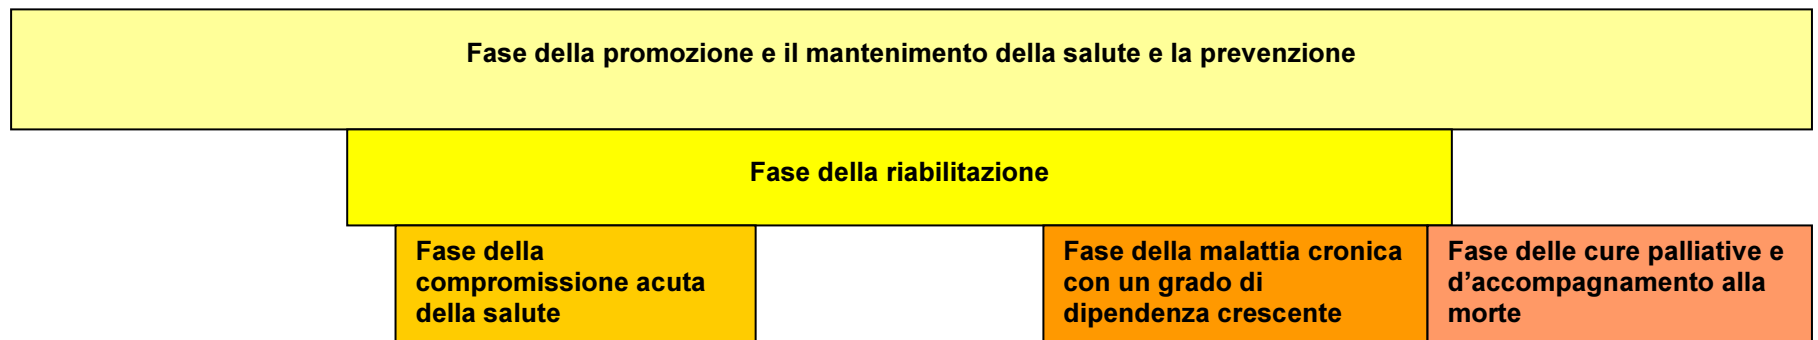 Fase della promozione e il mantenimento della salute e la prevenzione
Fase della riabilitazione
Fase della
compromissione acuta
della salute
Fase della malattia cronica
con un grado di
dipendenza crescente
Fase delle cure palliative e
d’accompagnamento alla
morte